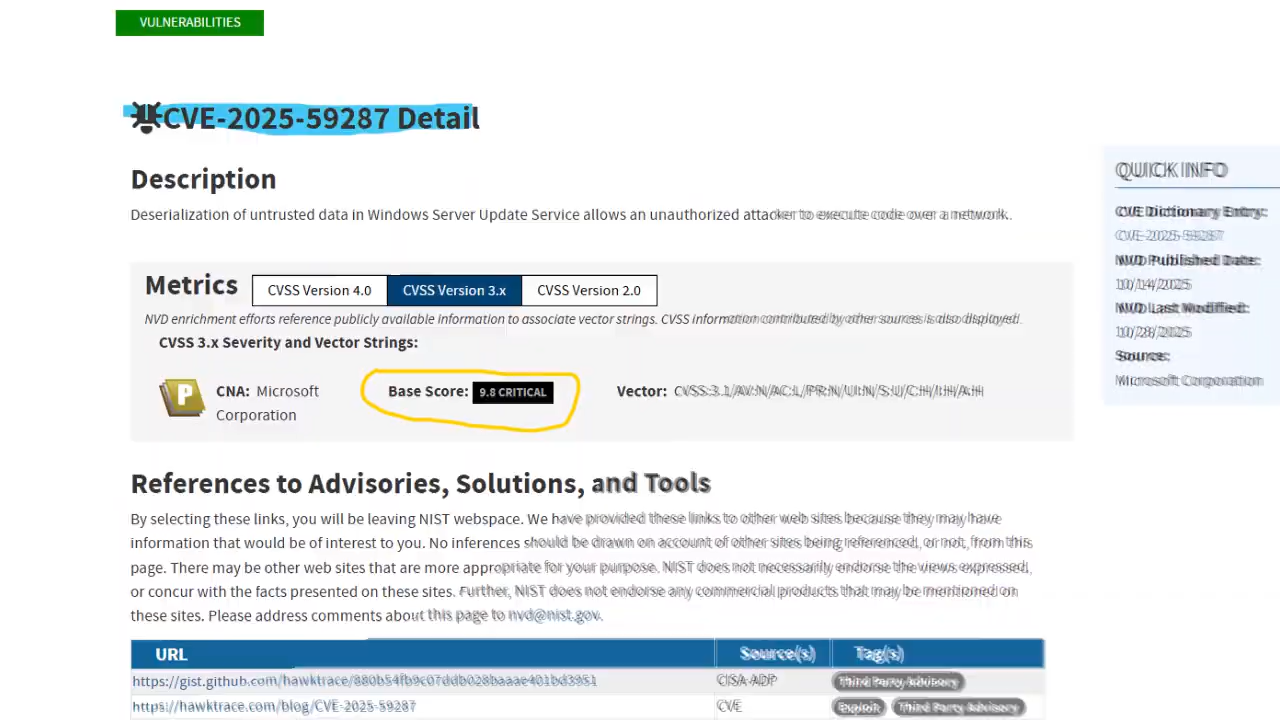 VULNERABILITIES
CVE-2025-59287 Detail
Description
Deserialization of untrusted data in Windows Server Update Service allows an unauthorized attacker to execute code over a network.
Metrics
CVSS Version 4.0
CVSS Version 3.x
CVSS Version 2.0
NVD enrichment efforts reference publicly available information to associate vector strings. CVSS information contributed by other sources is also displayed.
CVSS 3.x Severity and Vector Strings:
P
CNA: Microsoft
Corporation
Base Score: 9.8 CRITICAL
Vector: CVSS:3.1/AV:N/AC:L/PR:N/UI:N/S:U/C:H/I:H/A:H
References to Advisories, Solutions, and Tools
By selecting these links, you will be leaving NIST webspace. We have provided these links to other web sites because they may have
information that would be of interest to you. No inferences should be drawn on account of other sites being referenced, or not, from this
page. There may be other web sites that are more appropriate for your purpose. NIST does not necessarily endorse the views expressed,
or concur with the facts presented on these sites. Further, NIST does not endorse any commercial products that may be mentioned on
these sites. Please address comments about this page to nvd@nist.gov.
URL Source(s) Tag(s)
CISA-ADP Third Party Advisory
https://hawktrace.com/blog/CVE-2025-59287 CVE Exploit Third Party Advisory
QUICK INFO
CVE Dictionary Entry:
CVE-2025-59287
NVD Published Date:
10/14/2025
NVD Last Modified:
10/28/2025
Source:
Microsoft Corporation